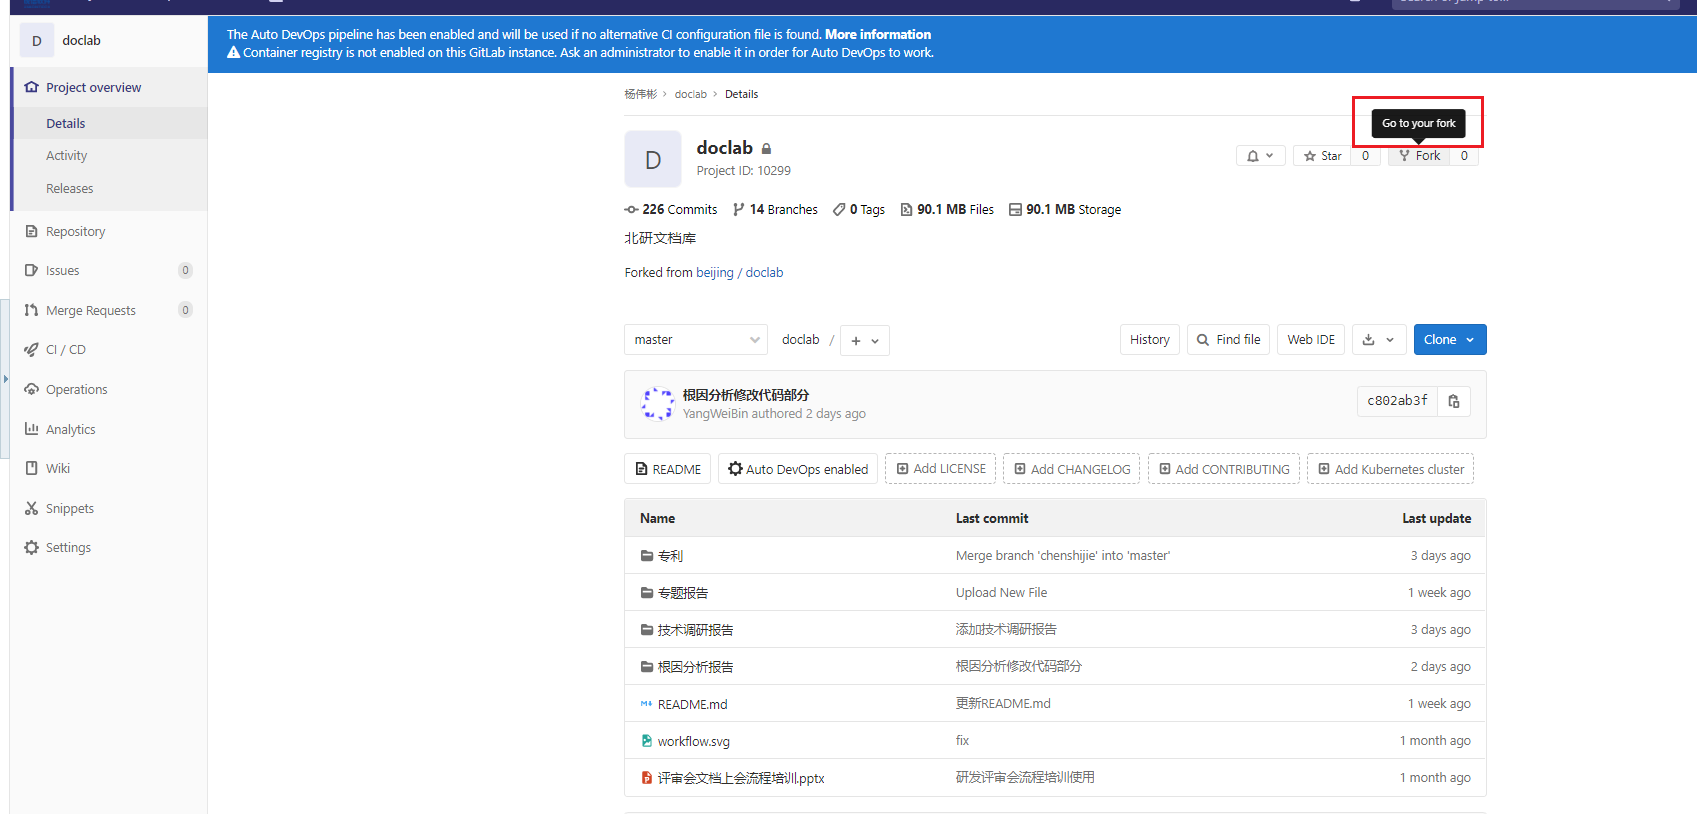 D doclab
The Auto DevOps pipeline has been enabled and will be used if no alternative CI configuration file is found. More information
Container registry is not enabled on this GitLab instance. Ask an administrator to enable it in order for Auto DevOps to work.
Project overview
Details
Activity
Releases
Repository
Issues 0
Merge Requests 0
CI / CD
Operations
Analytics
Wiki
Snippets
Settings
杨伟彬 > doclab > Details
Go to your fork
D
doclab
Project ID: 10299
Star 0 Fork 0
226 Commits 14 Branches 0 Tags 90.1 MB Files 90.1 MB Storage
北研文档库
Forked from beijing / doclab
master doclab / + History Find file Web IDE Clone
根因分析修改代码部分
YangWeiBin authored 2 days ago
c802ab3f
README Auto DevOps enabled Add LICENSE Add CHANGELOG Add CONTRIBUTING Add Kubernetes cluster
Name Last commit Last update
专利 Merge branch 'chenshijie' into 'master' 3 days ago
专题报告 Upload New File 1 week ago
技术调研报告 添加技术调研报告 3 days ago
根因分析报告 根因分析修改代码部分 2 days ago
README.md 更新README.md 1 week ago
workflow.svg fix 1 month ago
评审会文档上会流程培训.pptx 研发评审会流程培训使用 1 month ago